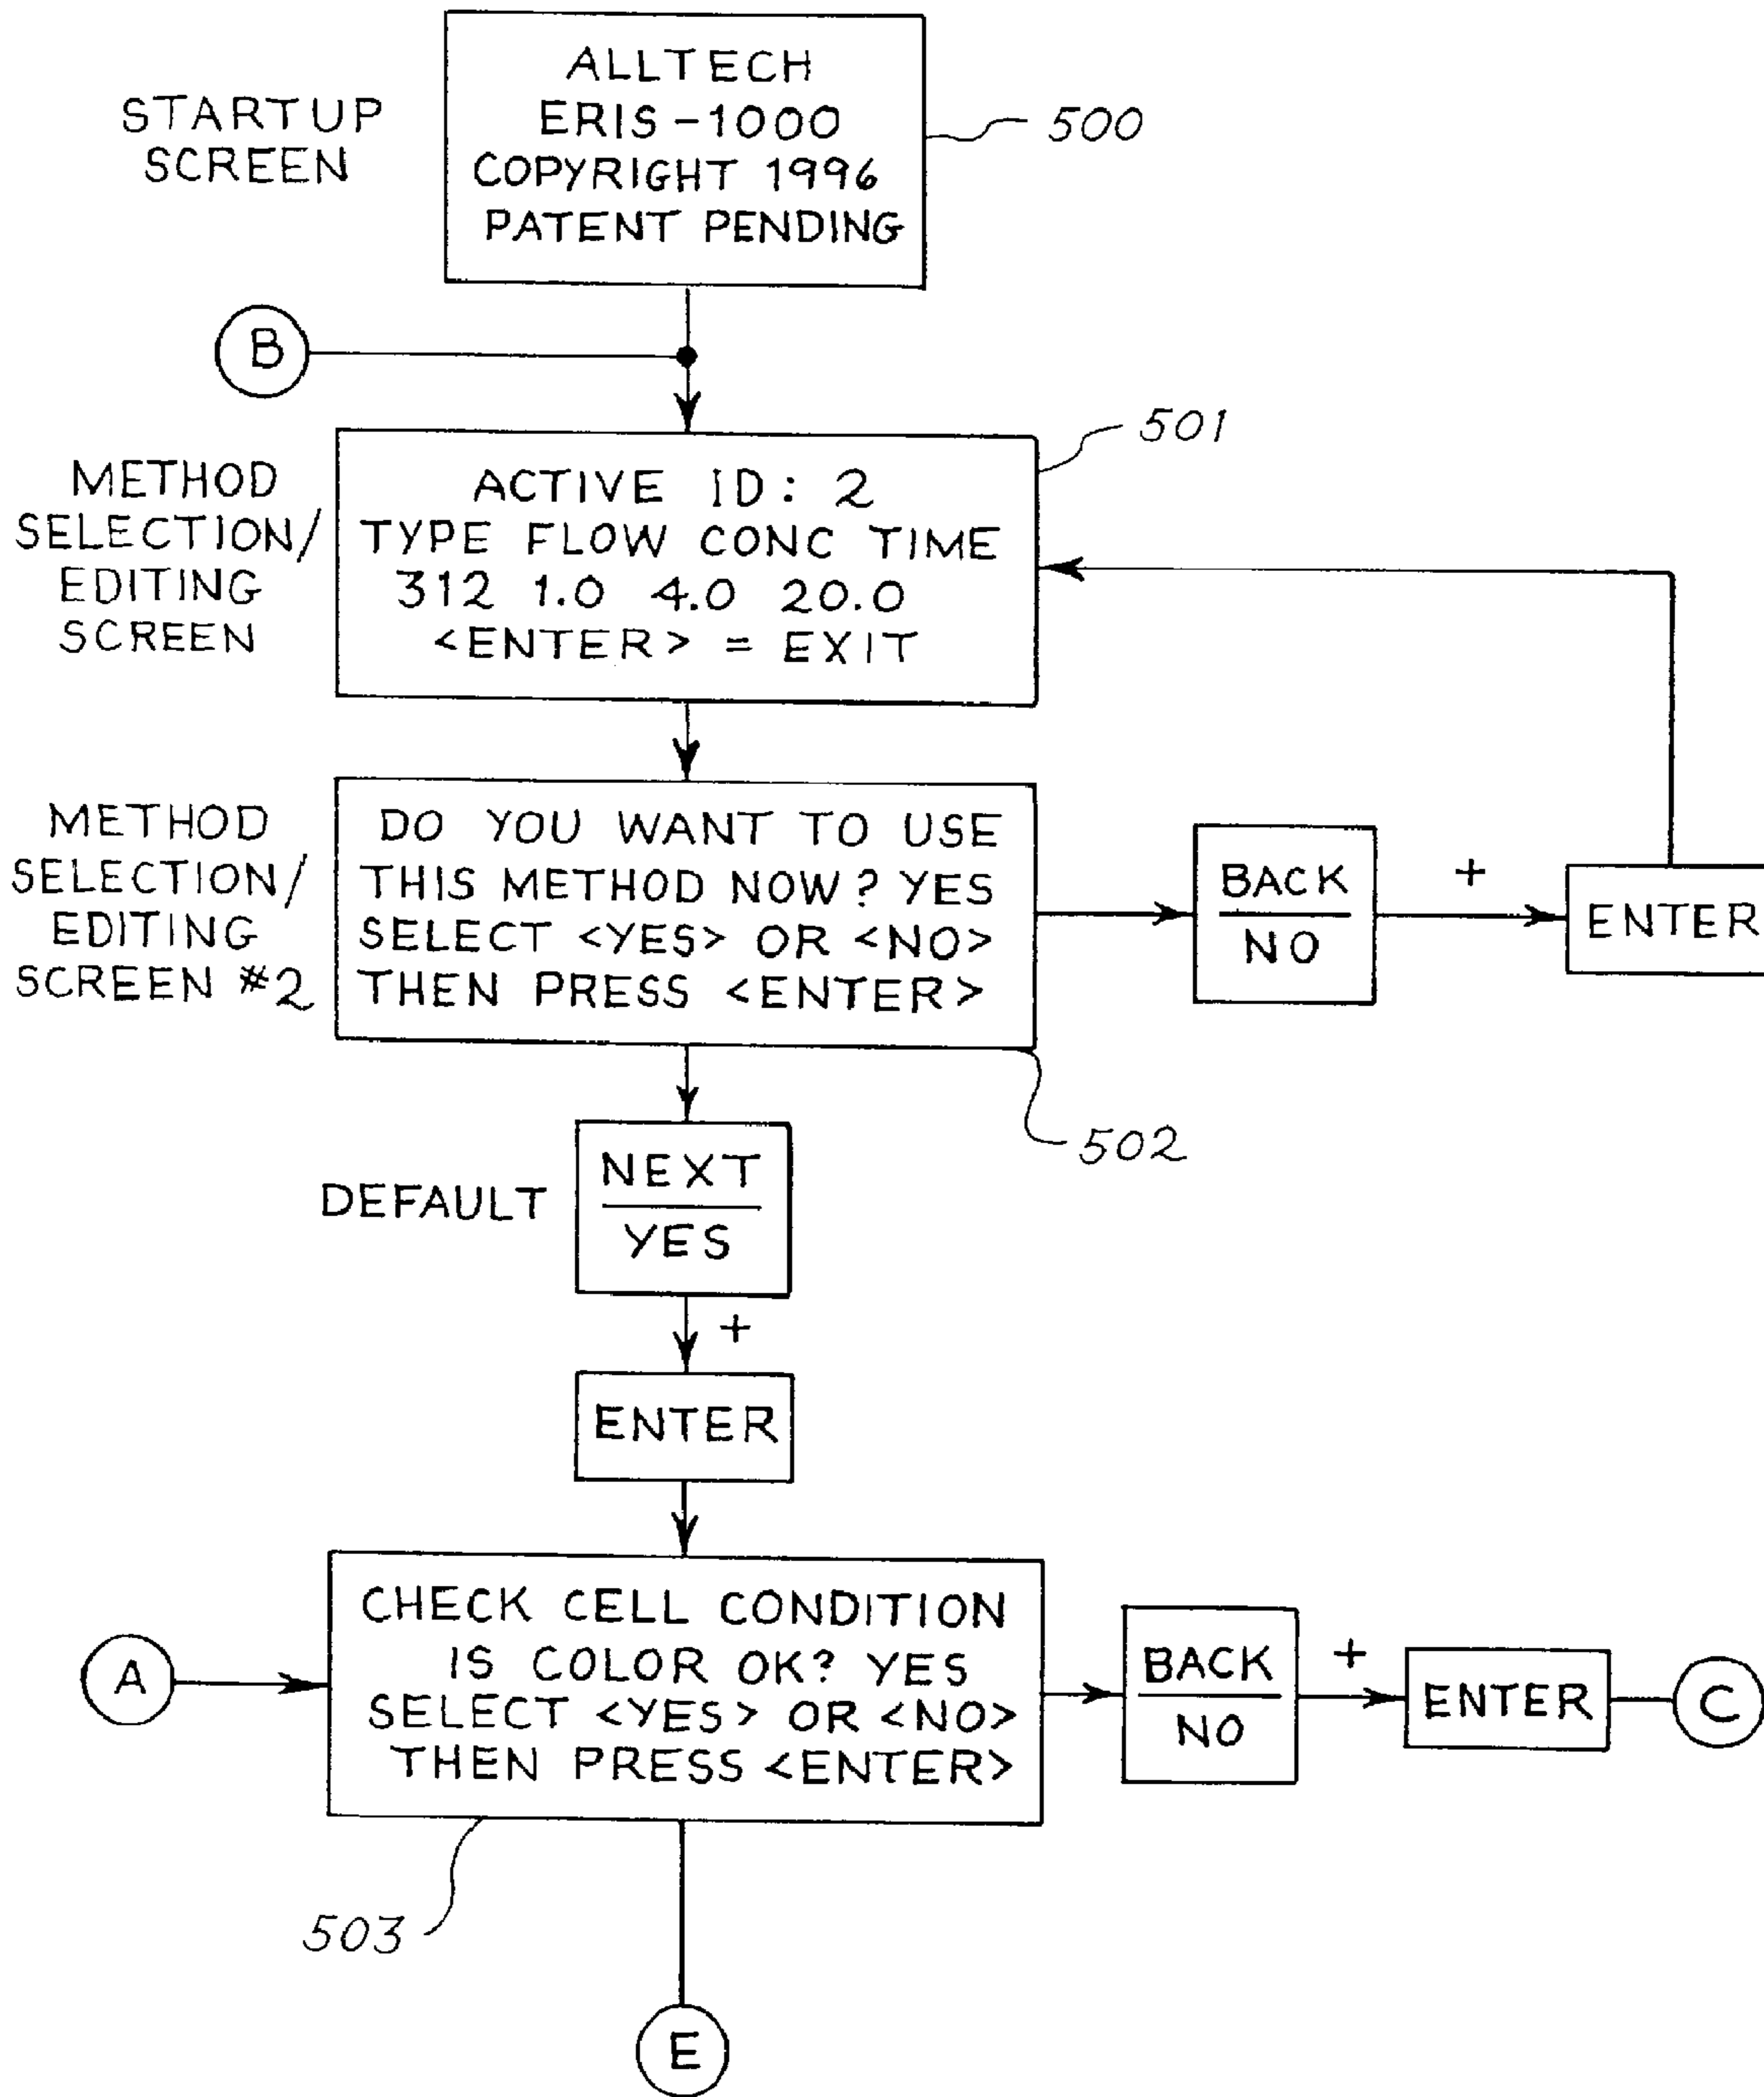 STARTUP
SCREEN
ALLTECH
ERIS-1000
COPYRIGHT 1996
PATENT PENDING
500
B
METHOD
SELECTION/
EDITING
SCREEN
ACTIVE ID: 2
TYPE FLOW CONC TIME
312 1.0 4.0 20.0
<ENTER> = EXIT
501
METHOD
SELECTION/
EDITING
SCREEN #2
DO YOU WANT TO USE
THIS METHOD NOW? YES
SELECT <YES> OR <NO>
THEN PRESS <ENTER>
502
BACK
NO
+
ENTER
DEFAULT
NEXT
YES
+
ENTER
A
CHECK CELL CONDITION
IS COLOR OK? YES
SELECT <YES> OR <NO>
THEN PRESS <ENTER>
503
BACK
NO
+
ENTER
C
E